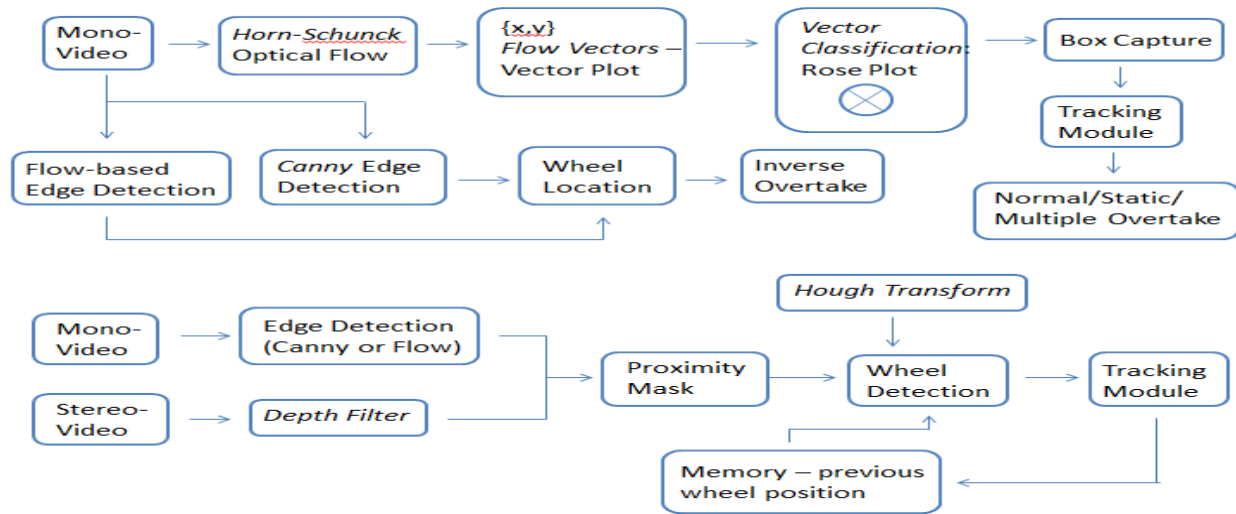 Mono-
Video
Horn-Schunck
Optical Flow
{x,y}
Flow Vectors –
Vector Plot
Vector
Classification:
Rose Plot
Box Capture
Tracking
Module
Normal/Static/
Multiple Overtake
Flow-based
Edge Detection
Canny Edge
Detection
Wheel
Location
Inverse
Overtake
Hough Transform
Mono-
Video
Edge Detection
(Canny or Flow)
Stereo-
Video
Depth Filter
Proximity
Mask
Wheel
Detection
Tracking
Module
Memory – previous
wheel position